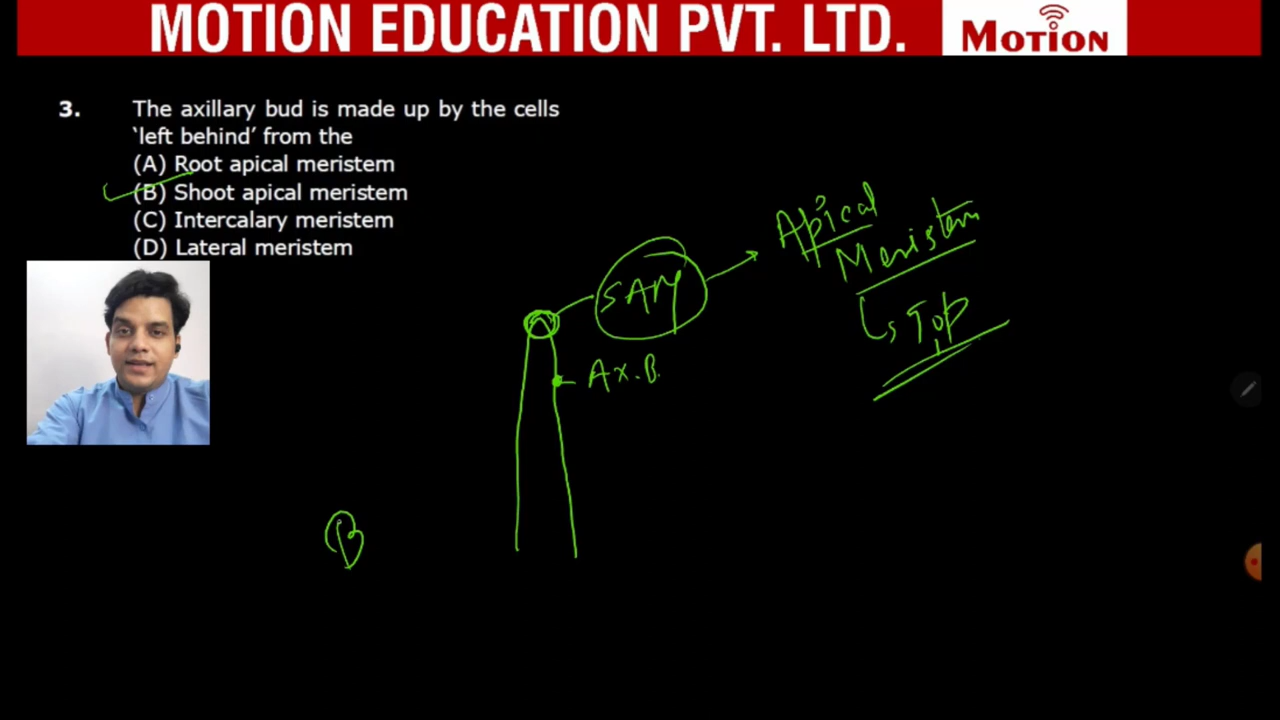 MOTION EDUCATION PVT. LTD.
MOTION
3. The axillary bud is made up by the cells
‘left behind’ from the
(A) Root apical meristem
(B) Shoot apical meristem
(C) Intercalary meristem
(D) Lateral meristem
Apical
Meristem
SAM
Top
Ax.B.
B